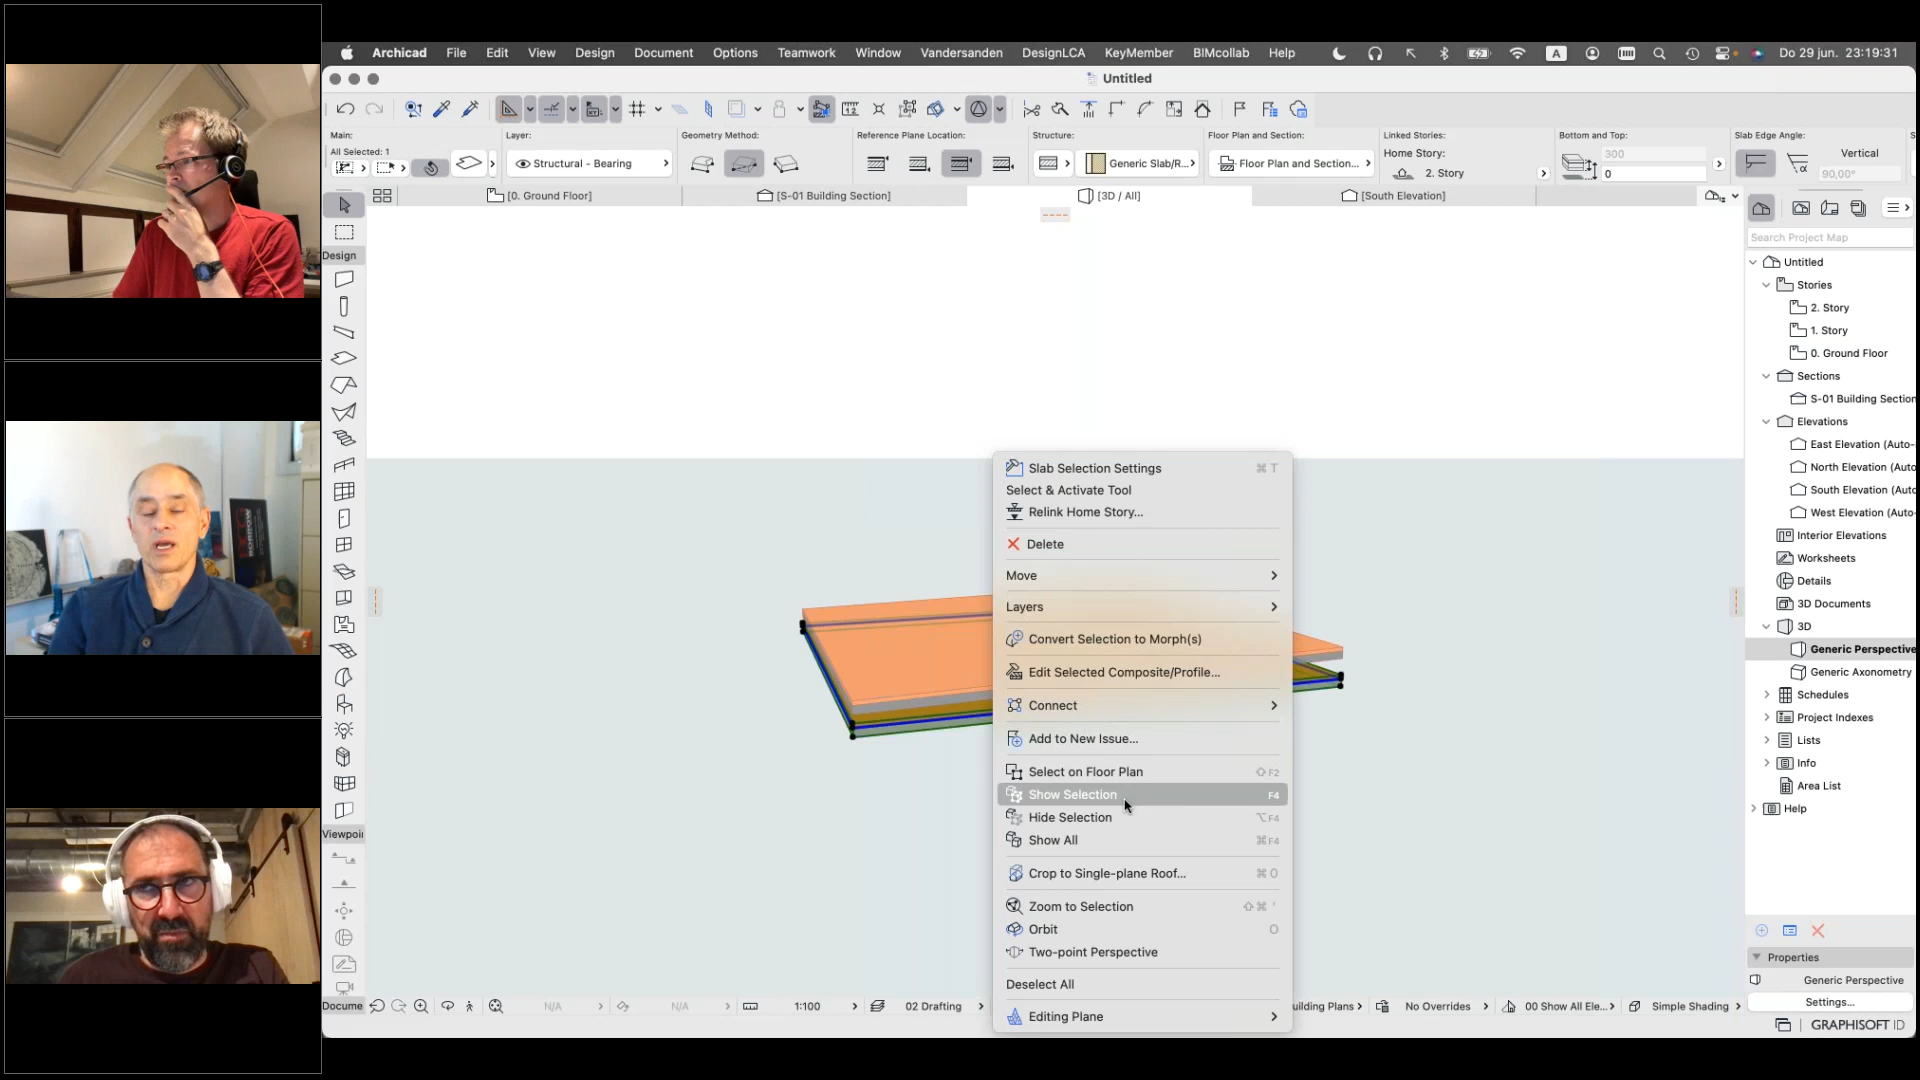 Archicad File Edit View Design Document Options Teamwork Window Vandersanden DesignLCA KeyMember BIMcollab Help A Do 29 jun. 23:19:31
Untitled
Main: Layer: Geometry Method: Reference Plane Location: Structure: Floor Plan and Section: Linked Stories: Bottom and Top: Slab Edge Angle:
All Selected: 1
Structural - Bearing
Generic Slab/R...
Floor Plan and Section...
Home Story:
2. Story
300
0
Vertical
90,00°
[0. Ground Floor]
[S-01 Building Section]
[3D / All]
[South Elevation]
Design
Viewpoi
Docume
Slab Selection Settings ⌘T
Select & Activate Tool
Relink Home Story...
Delete
Move
Layers
Convert Selection to Morph(s)
Edit Selected Composite/Profile...
Connect
Add to New Issue...
Select on Floor Plan ⇧F2
Show Selection F4
Hide Selection ⌥F4
Show All ⌘F4
Crop to Single-plane Roof... ⌘0
Zoom to Selection ⇧⌘'
Orbit O
Two-point Perspective
Deselect All
Editing Plane
Search Project Map
Untitled
Stories
2. Story
1. Story
0. Ground Floor
Sections
S-01 Building Section
Elevations
East Elevation (Auto-
North Elevation (Auto
South Elevation (Auto
West Elevation (Auto-
Interior Elevations
Worksheets
Details
3D Documents
3D
Generic Perspective
Generic Axonometry
Schedules
Project Indexes
Lists
Info
Area List
Help
Properties
Generic Perspective
Settings...
N/A N/A 1:100 02 Drafting uilding Plans No Overrides 00 Show All Ele... Simple Shading
GRAPHISOFT ID